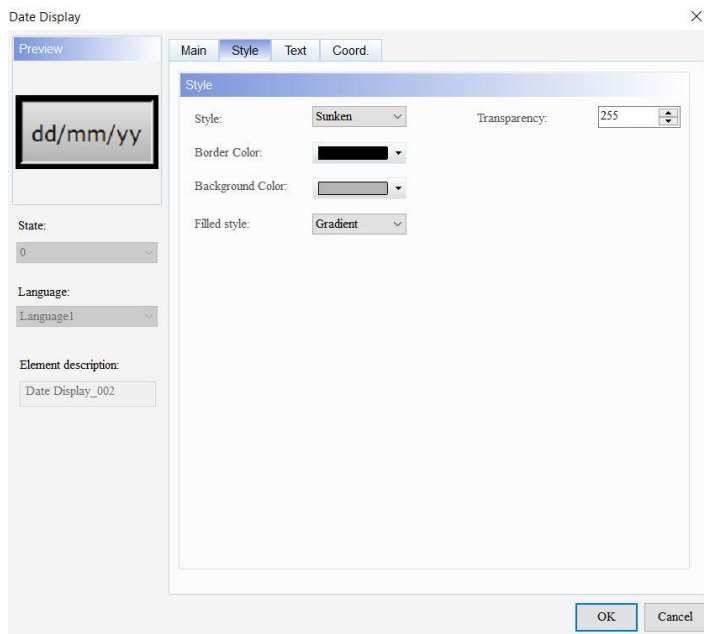 Date Display
Preview
dd/mm/yy
State:
0
Language:
Language1
Element description:
Date Display_002
Main Style Text Coord.
Style
Style: Sunken Transparency: 255
Border Color:
Background Color:
Filled style: Gradient
OK Cancel